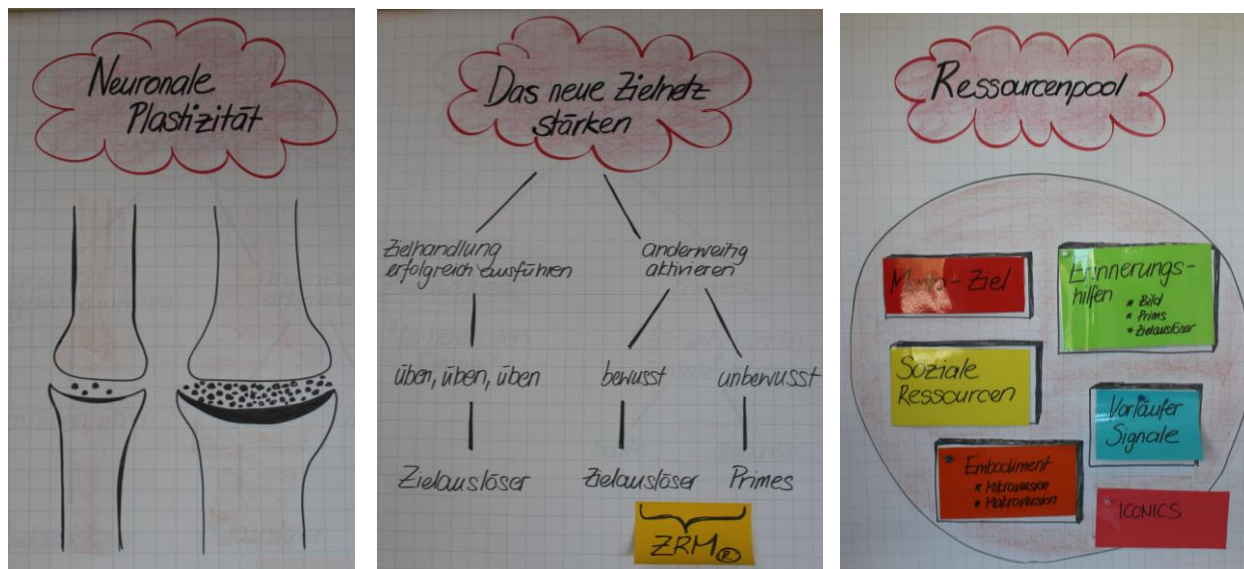 Neuronale
Plastizität
Das neue Zielnetz
stärken
Zielhandlung
erfolgreich ausführen
anderweitig
aktivieren
üben, üben, üben
bewusst
unbewusst
Zielauslöser
Zielauslöser
Primes
ZRM®
Ressourcenpool
Motto-Ziel
Erinnerungs-
hilfen
* Bild
* Prims
* Zielauslöser
Soziale
Ressourcen
Vorläufer
Signale
Embodiment
* Mikroversion
* Makroversion
ICONICS